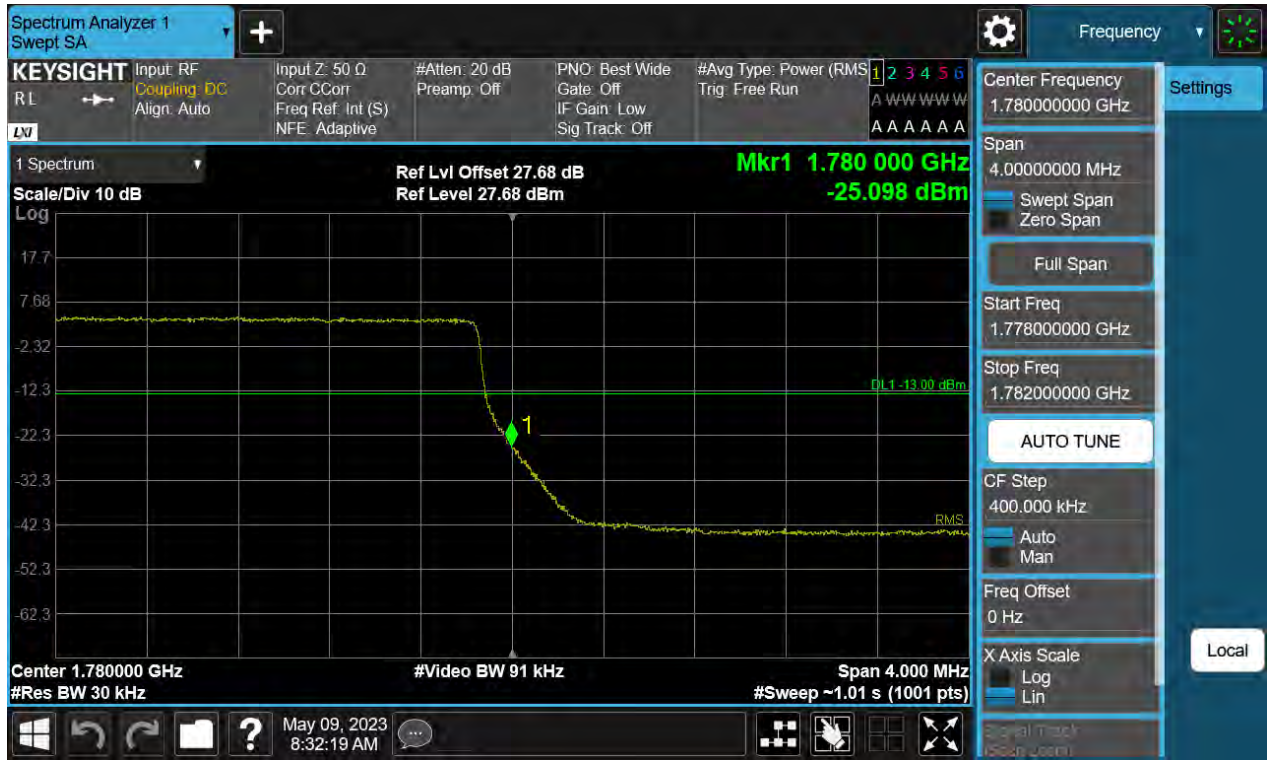 Spectrum Analyzer 1
Swept SA
+
Frequency
KEYSIGHT
RL
LXI
Input: RF
Coupling: DC
Align: Auto
Input Z: 50 Ω
Corr CCorr
Freq Ref: Int (S)
NFE: Adaptive
#Atten: 20 dB
Preamp: Off
PNO: Best Wide
Gate: Off
IF Gain: Low
Sig Track: Off
#Avg Type: Power (RMS
Trig: Free Run
1 2 3 4 5 6
A W W W W W
A A A A A A
1 Spectrum
Scale/Div 10 dB
Log
Ref Lvl Offset 27.68 dB
Ref Level 27.68 dBm
Mkr1 1.780 000 GHz
-25.098 dBm
17.7
7.68
-2.32
-12.3
-22.3
-32.3
-42.3
-52.3
-62.3
DL1 -13.00 dBm
1
RMS
Center 1.780000 GHz
#Res BW 30 kHz
#Video BW 91 kHz
Span 4.000 MHz
#Sweep ~1.01 s (1001 pts)
Center Frequency
1.780000000 GHz
Settings
Span
4.00000000 MHz
Swept Span
Zero Span
Full Span
Start Freq
1.778000000 GHz
Stop Freq
1.782000000 GHz
AUTO TUNE
CF Step
400.000 kHz
Auto
Man
Freq Offset
0 Hz
X Axis Scale
Log
Lin
Local
Signal Track
(Span Zoom)
?
May 09, 2023
8:32:19 AM